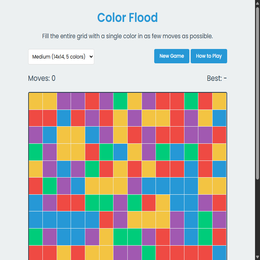 Color Flood
Fill the entire grid with a single color in as few moves as possible.
Medium (14x14, 5 colors)
New Game
How to Play
Moves: 0
Best: -